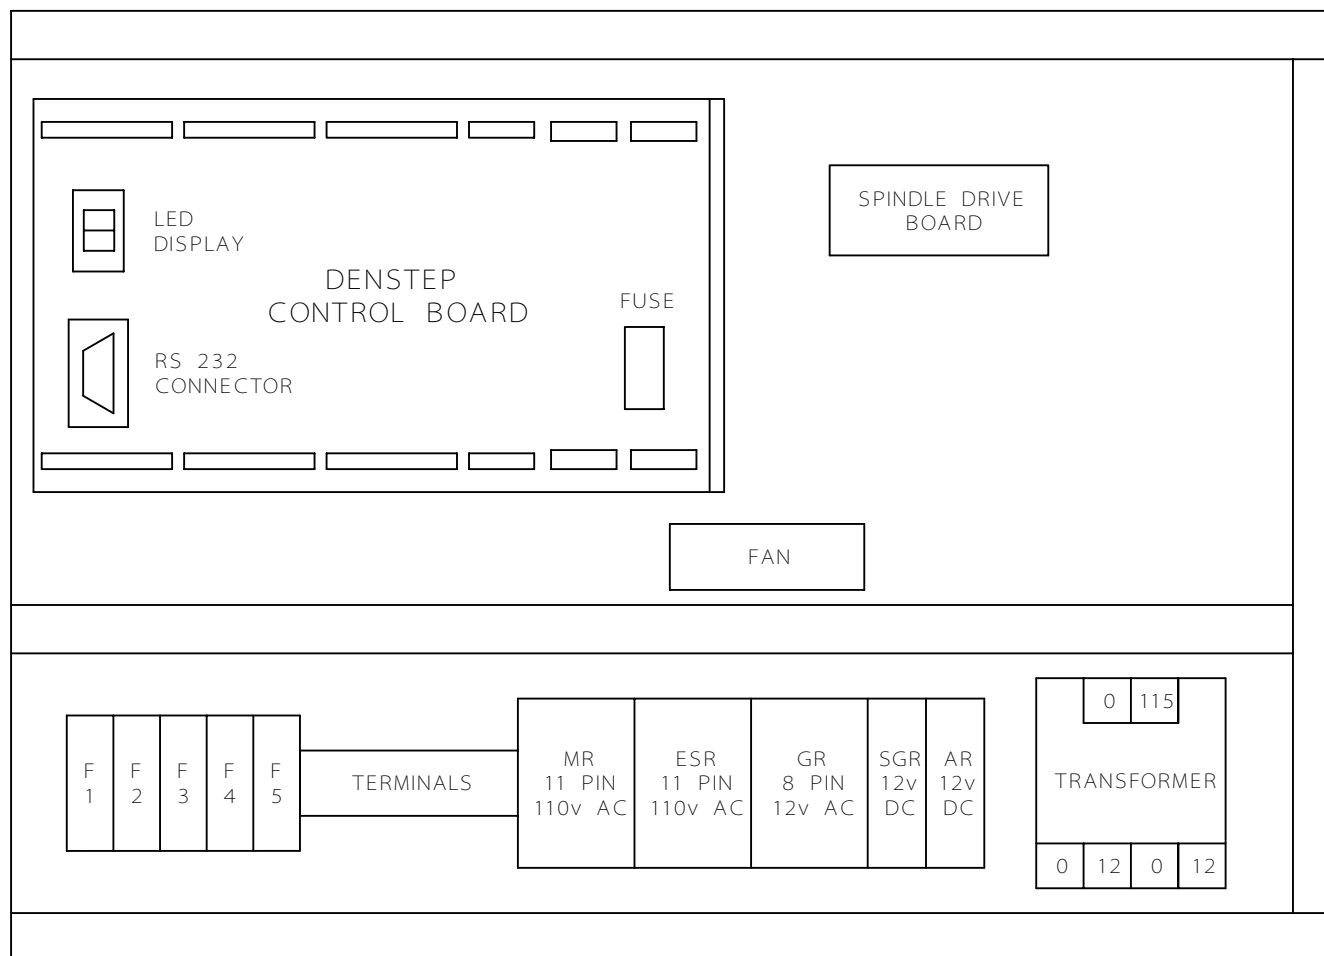 SPINDLE DRIVE
BOARD
LED
DISPLAY
DENSTEP
CONTROL BOARD
FUSE
RS 232
CONNECTOR
FAN
F
1
F
2
F
3
F
4
F
5
TERMINALS
MR
11 PIN
110v AC
ESR
11 PIN
110v AC
GR
8 PIN
12v AC
SGR
12v
DC
AR
12v
DC
0 115
TRANSFORMER
0 12 0 12